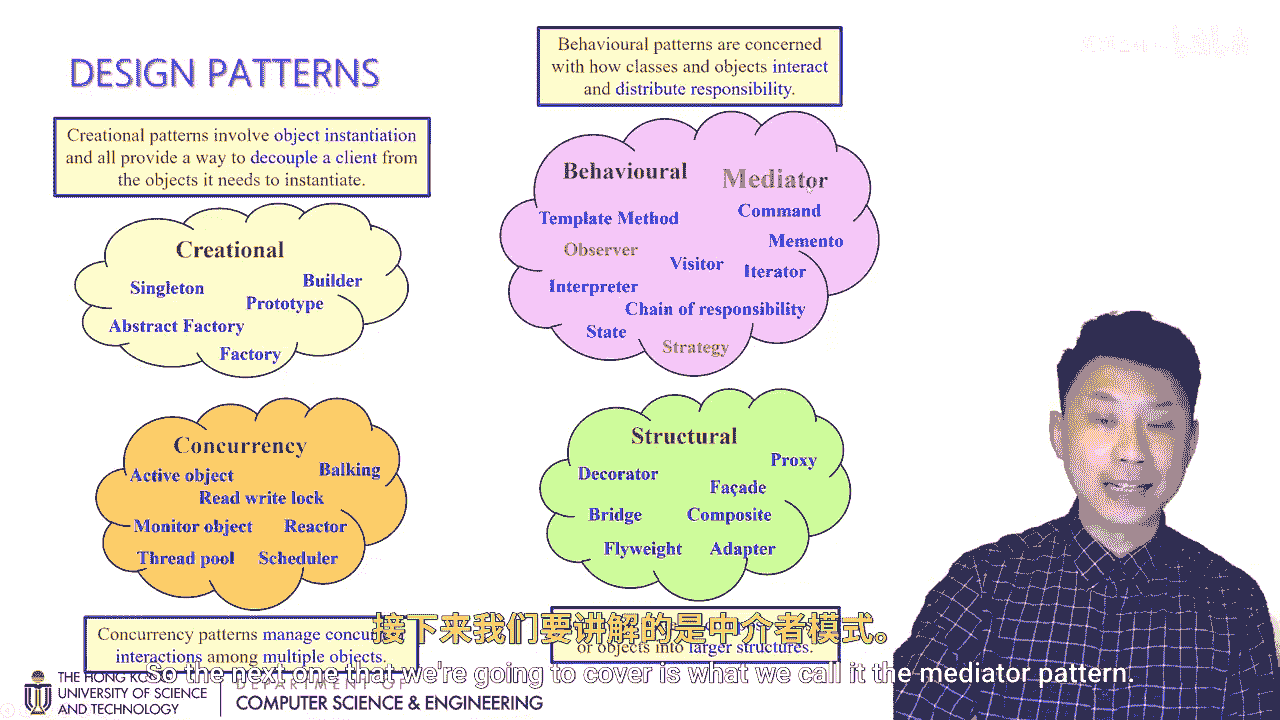 DESIGN PATTERNS
Creational patterns involve object instantiation
and all provide a way to decouple a client from
the objects it needs to instantiate.
Creational
Singleton
Builder
Prototype
Abstract Factory
Factory
Behavioural patterns are concerned
with how classes and objects interact
and distribute responsibility.
Behavioural
Mediator
Template Method
Command
Observer
Memento
Visitor
Iterator
Interpreter
Chain of responsibility
State
Strategy
Concurrency
Active object
Balking
Read write lock
Monitor object
Reactor
Thread pool
Scheduler
Concurrency patterns manage
interactions among multiple objects.
Structural
Proxy
Decorator
Façade
Bridge
Composite
Flyweight
Adapter
or objects into larger structures.
接下来我们要讲解的是中介者模式。
So the next one that we're going to cover is what we call it the mediator pattern.
THE HONG KONG
UNIVERSITY OF SCIENCE
AND TECHNOLOGY
DEPARTMENT OF
COMPUTER SCIENCE & ENGINEERING